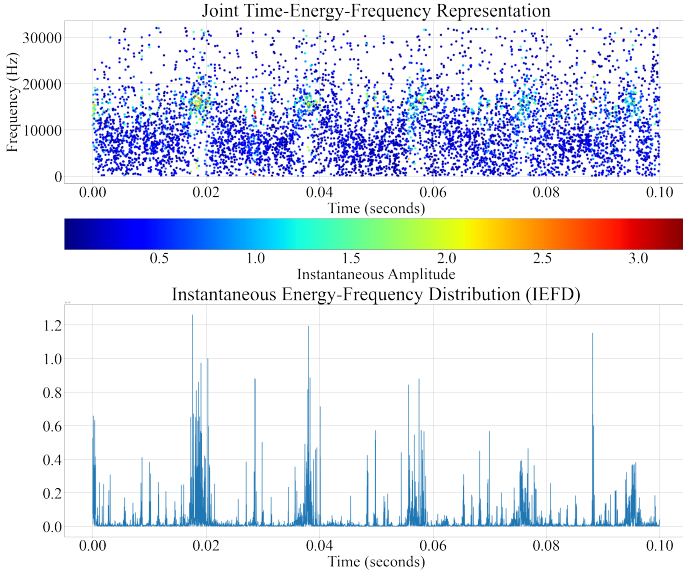 Joint Time-Energy-Frequency Representation
Frequency (Hz)
30000
20000
10000
0
0.00 0.02 0.04 0.06 0.08 0.10
Time (seconds)
0.5 1.0 1.5 2.0 2.5 3.0
Instantaneous Amplitude
Instantaneous Energy-Frequency Distribution (IEFD)
1.2
1.0
0.8
0.6
0.4
0.2
0.0
0.00 0.02 0.04 0.06 0.08 0.10
Time (seconds)